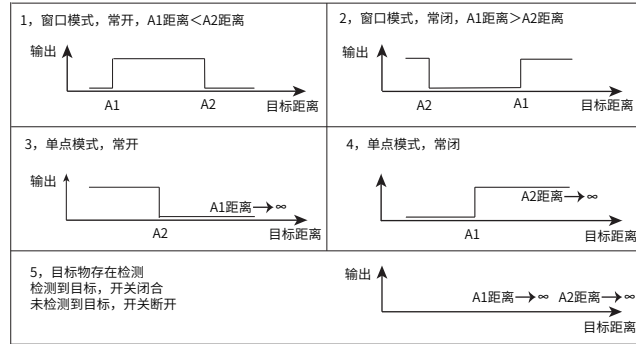 1，窗口模式，常开，A1距离＜A2距离
输出
A1
A2
目标距离
2，窗口模式，常闭，A1距离＞A2距离
输出
A2
A1
目标距离
3，单点模式，常开
输出
A1距离→∞
A2
目标距离
4，单点模式，常闭
A2距离→∞
A1
目标距离
5，目标物存在检测
检测到目标，开关闭合
未检测到目标，开关断开
输出
A1距离→∞ A2距离→∞
目标距离